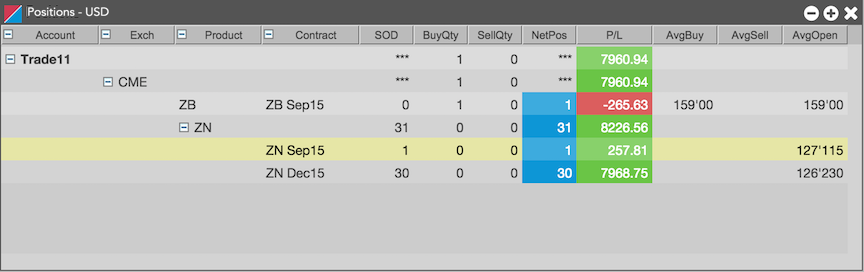 Positions - USD
Account Exch Product Contract SOD BuyQty SellQty NetPos P/L AvgBuy AvgSell AvgOpen
Trade11 *** 1 0 *** 7960.94
CME *** 1 0 *** 7960.94
ZB ZB Sep15 0 1 0 1 -265.63 159'00 159'00
ZN 31 0 0 31 8226.56
ZN Sep15 1 0 0 1 257.81 127'115
ZN Dec15 30 0 0 30 7968.75 126'230